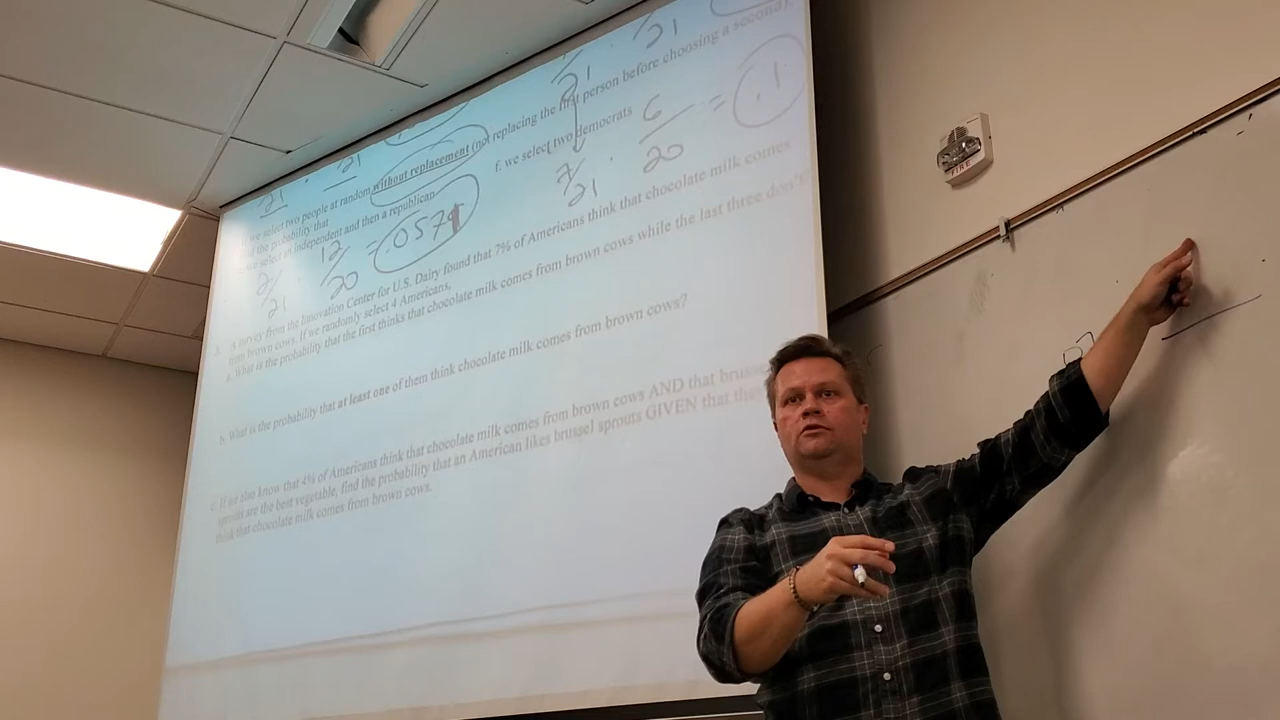 21 · 21
7/21 · /21
we select two people at random without replacement (not replacing the first person before choosing a second),
the probability that
we select an independent and then a republican
f. we select two democrats
2/21 · 12/20 = .0571
7/21 · 6/20 = .1
3. A survey from the Innovation Center for U.S. Dairy found that 7% of Americans think that chocolate milk comes
from brown cows. If we randomly select 4 Americans,
a. What is the probability that the first thinks that chocolate milk comes from brown cows while the last three don't?
b. What is the probability that at least one of them think chocolate milk comes from brown cows?
c. If we also know that 4% of Americans think that chocolate milk comes from brown cows AND that
sprouts are the best vegetable, find the probability that an American likes brussel sprouts GIVEN that
think that chocolate milk comes from brown cows.
FIRE